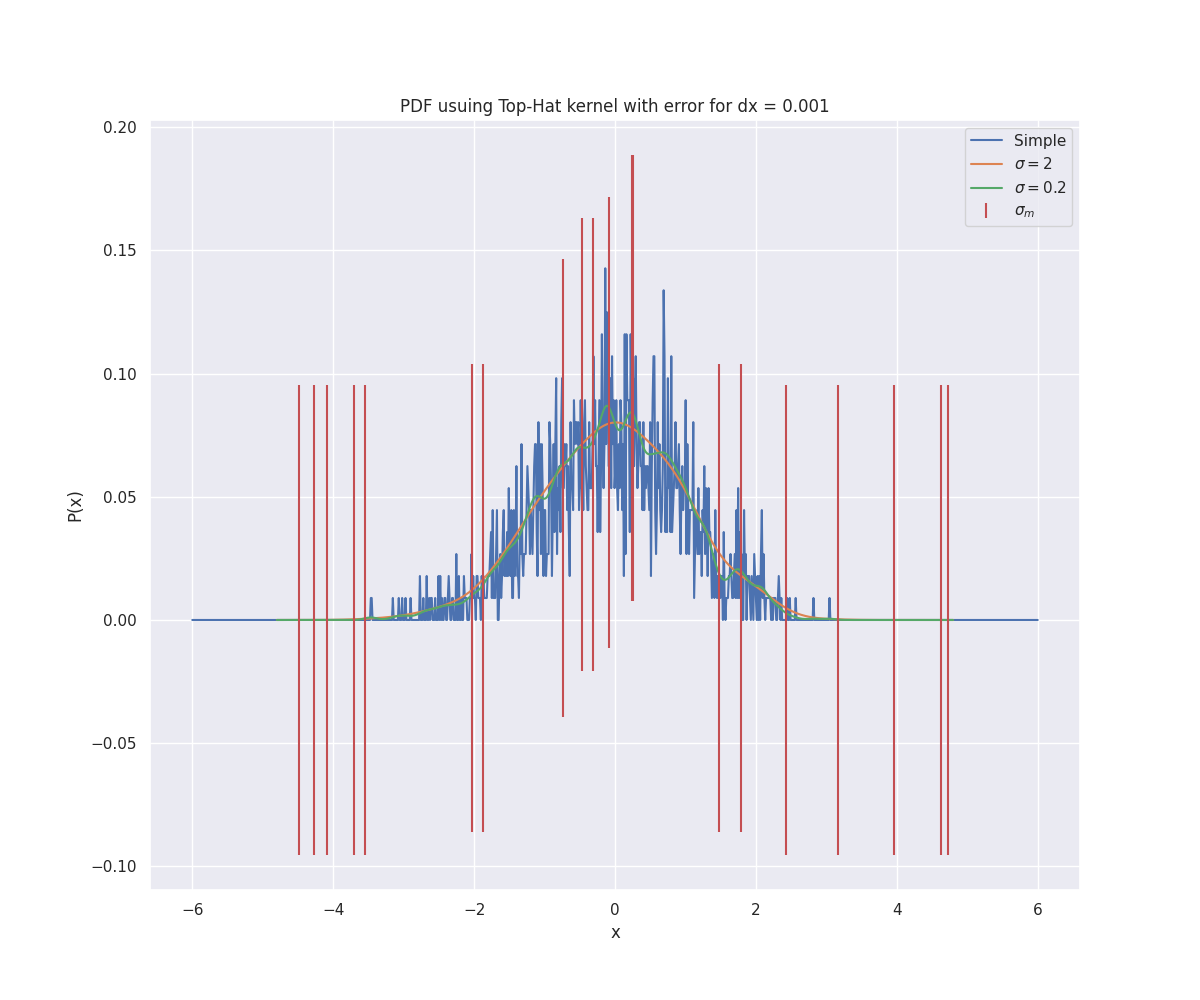 PDF usuing Top-Hat kernel with error for dx = 0.001
0.20
0.15
0.10
0.05
0.00
−0.05
−0.10
P(x)
Simple
σ = 2
σ = 0.2
σₘ
−6
−4
−2
0
2
4
6
x